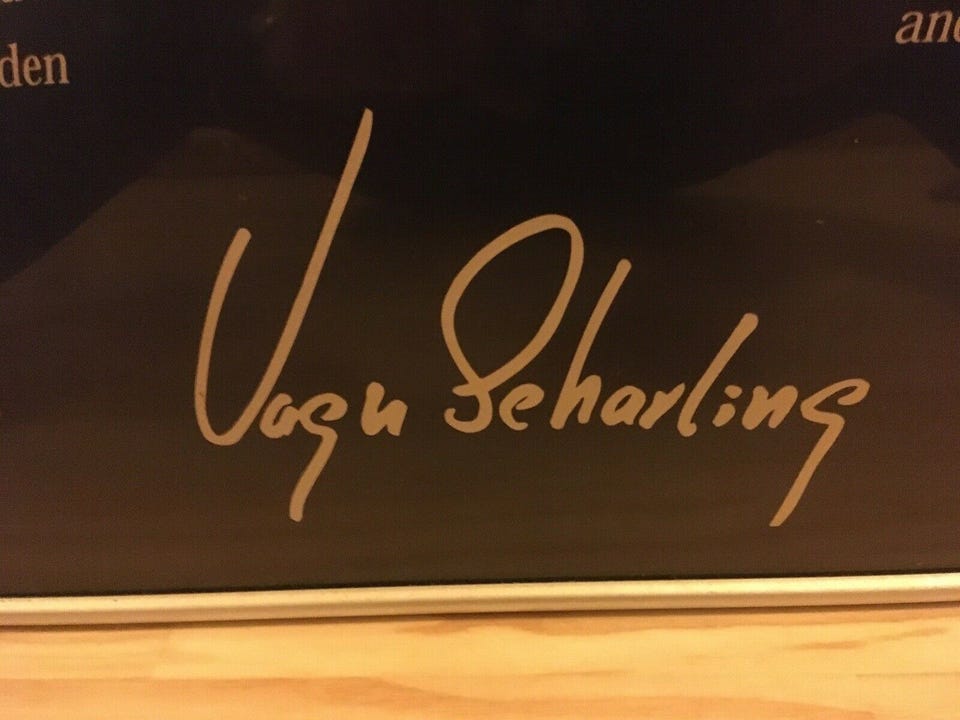 den
Vagn Scharling